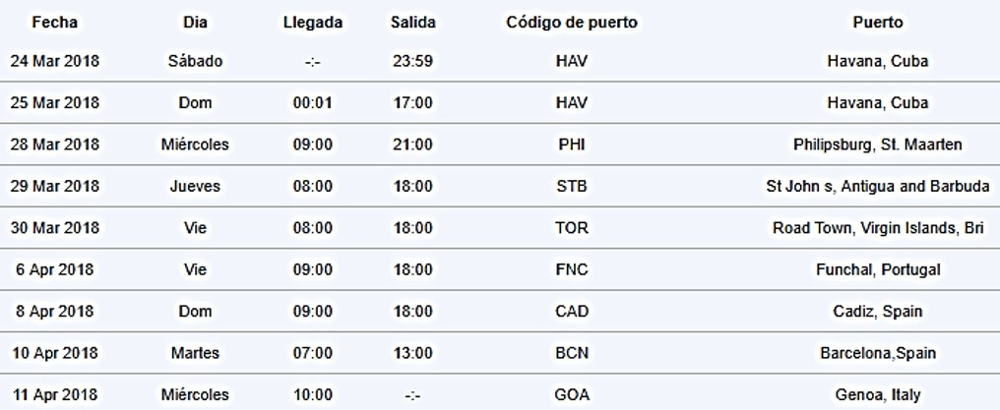 Fecha Dia Llegada Salida Código de puerto Puerto
24 Mar 2018 Sábado -:- 23:59 HAV Havana, Cuba
25 Mar 2018 Dom 00:01 17:00 HAV Havana, Cuba
28 Mar 2018 Miércoles 09:00 21:00 PHI Philipsburg, St. Maarten
29 Mar 2018 Jueves 08:00 18:00 STB St John s, Antigua and Barbuda
30 Mar 2018 Vie 08:00 18:00 TOR Road Town, Virgin Islands, Bri
6 Apr 2018 Vie 09:00 18:00 FNC Funchal, Portugal
8 Apr 2018 Dom 09:00 18:00 CAD Cadiz, Spain
10 Apr 2018 Martes 07:00 13:00 BCN Barcelona,Spain
11 Apr 2018 Miércoles 10:00 -:- GOA Genoa, Italy